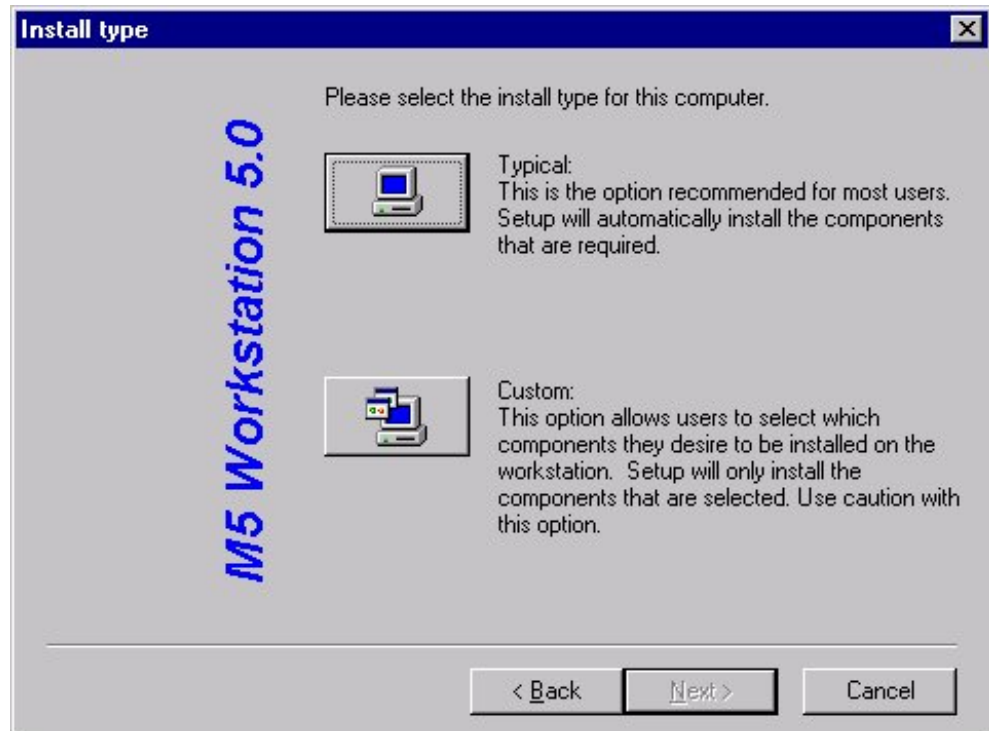 Install type
Please select the install type for this computer.
M5 Workstation 5.0
Typical:
This is the option recommended for most users.
Setup will automatically install the components
that are required.
Custom:
This option allows users to select which
components they desire to be installed on the
workstation.  Setup will only install the
components that are selected. Use caution with
this option.
< Back
Next >
Cancel